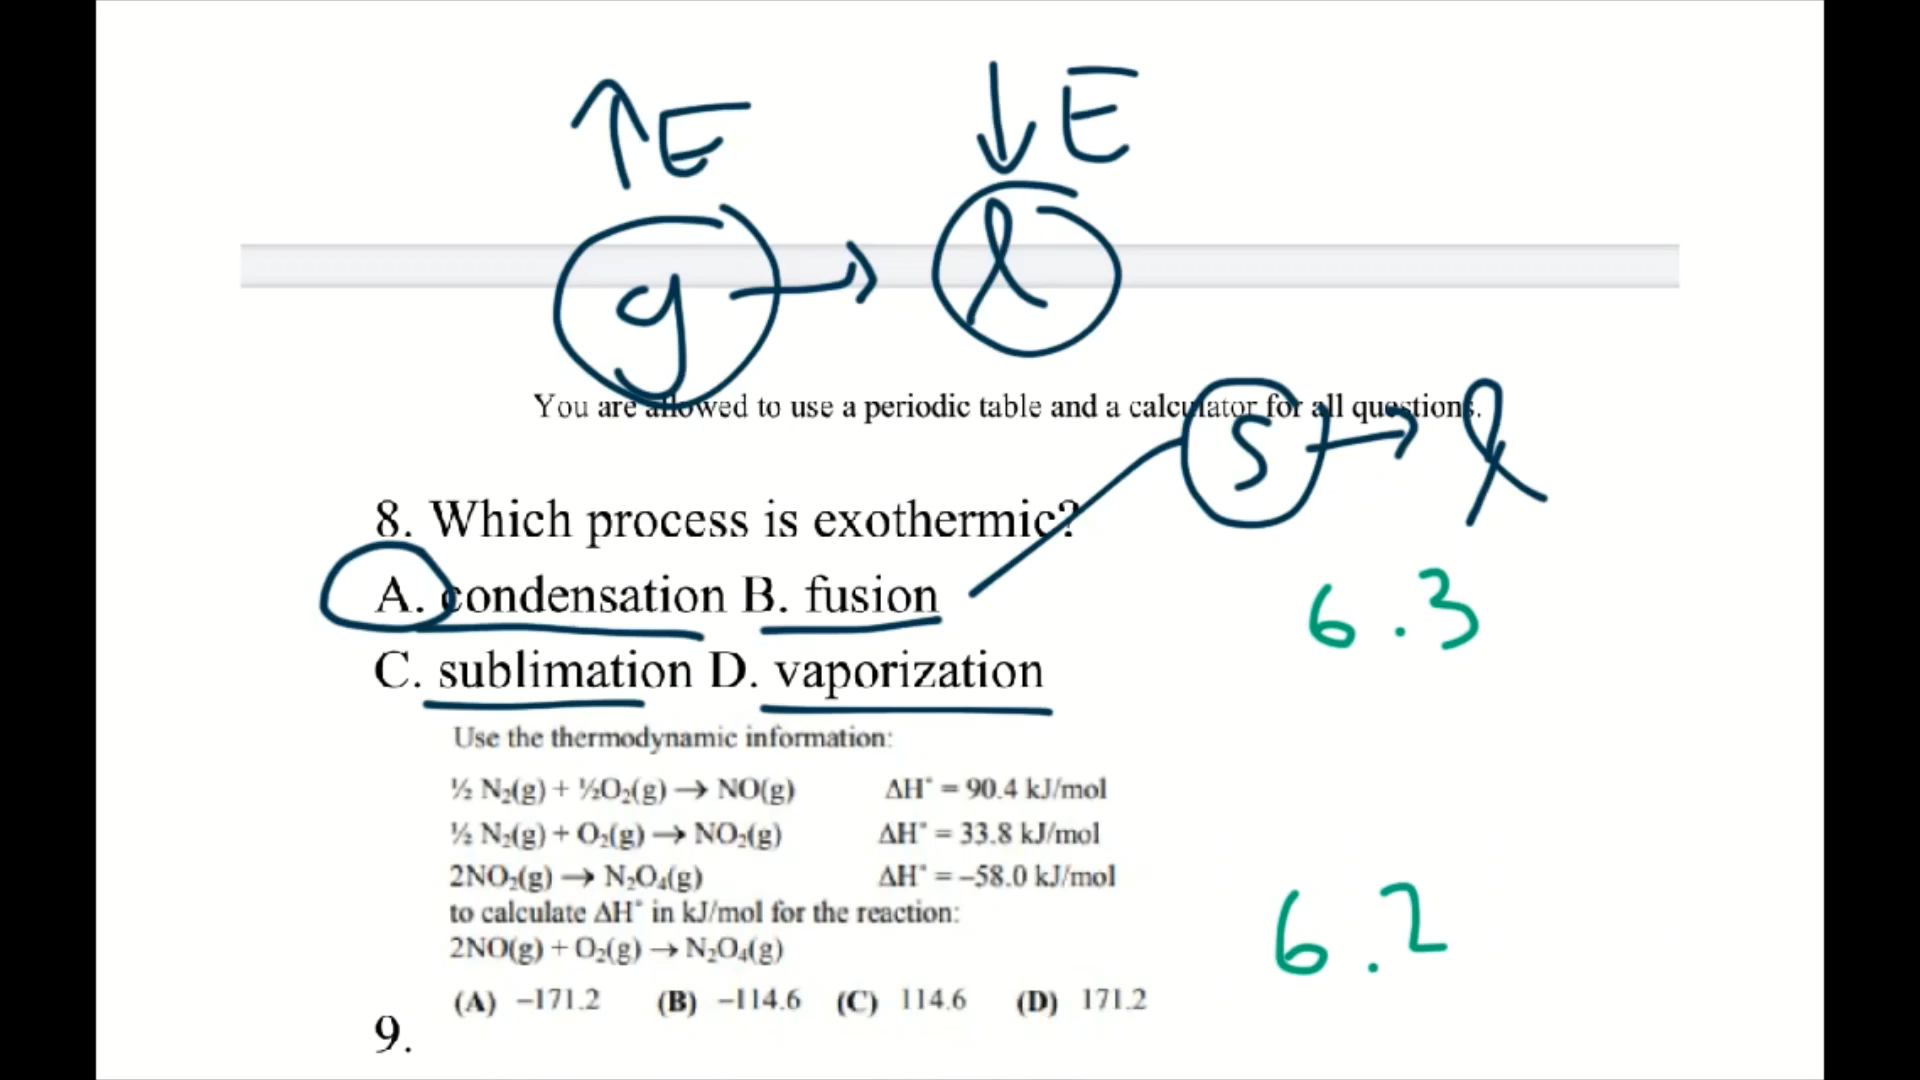 ↑E ↓E
g → l
You are allowed to use a periodic table and a calculator for all questions.
s → l
8. Which process is exothermic?
A. condensation B. fusion
6.3
C. sublimation D. vaporization
Use the thermodynamic information:
½ N₂(g) + ½O₂(g) → NO(g) ΔH° = 90.4 kJ/mol
½ N₂(g) + O₂(g) → NO₂(g) ΔH° = 33.8 kJ/mol
2NO₂(g) → N₂O₄(g) ΔH° = –58.0 kJ/mol
to calculate ΔH° in kJ/mol for the reaction:
2NO(g) + O₂(g) → N₂O₄(g)
6.2
(A) –171.2 (B) –114.6 (C) 114.6 (D) 171.2
9.